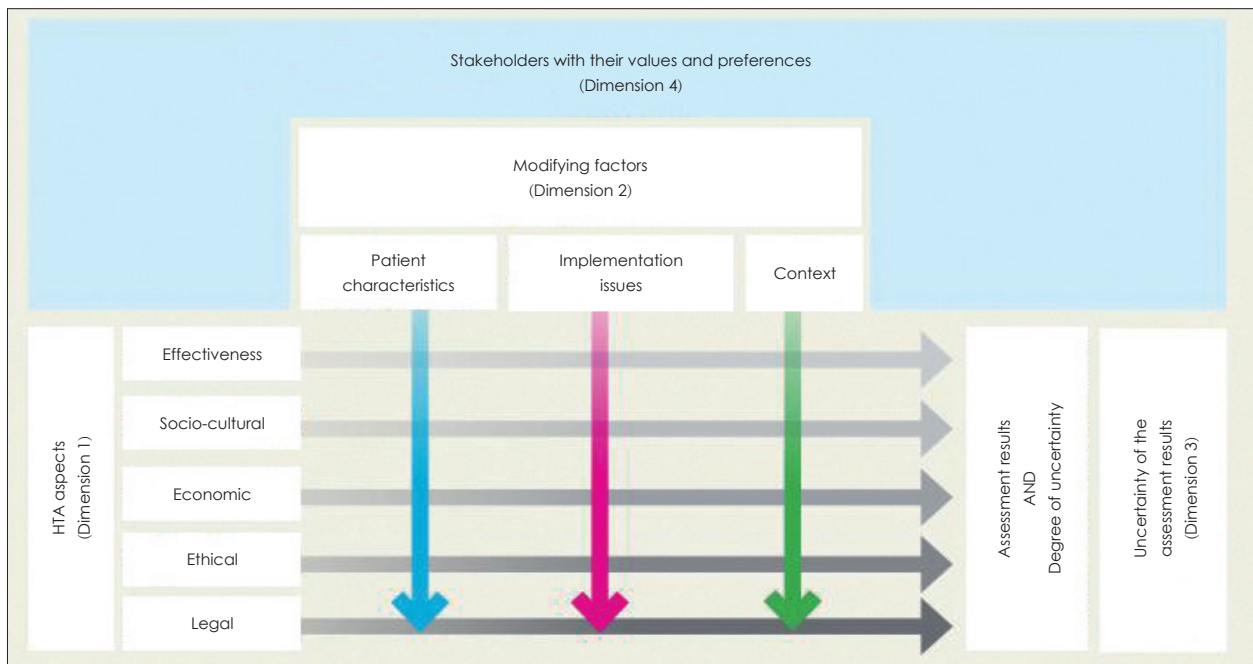 Stakeholders with their values and preferences
(Dimension 4)
Modifying factors
(Dimension 2)
Patient
characteristics
Implementation
issues
Context
HTA aspects
(Dimension 1)
Effectiveness
Socio-cultural
Economic
Ethical
Legal
Assessment results
AND
Degree of uncertainty
Uncertainty of the
assessment results
(Dimension 3)